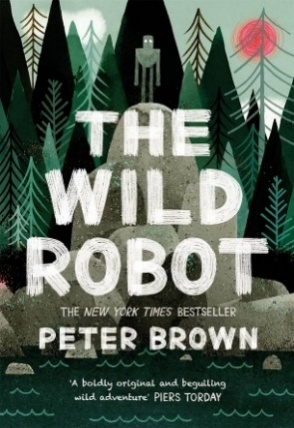 THE
WILD
ROBOT
THE NEW YORK TIMES BESTSELLER
PETER BROWN
'A boldly original and beguiling
wild adventure' PIERS TORDAY